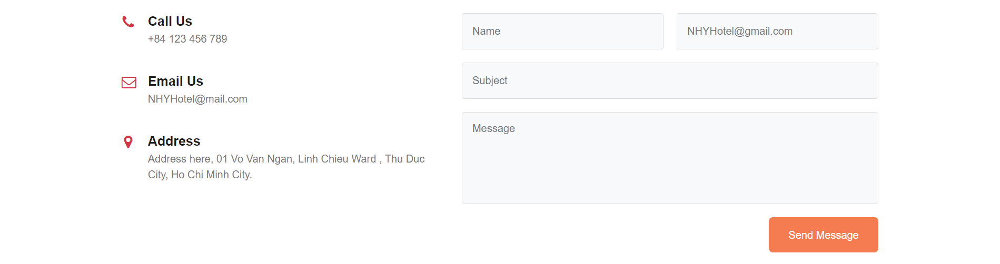 Call Us
+84 123 456 789
Email Us
NHYHotel@mail.com
Address
Address here, 01 Vo Van Ngan, Linh Chieu Ward , Thu Duc
City, Ho Chi Minh City.
Name
NHYHotel@gmail.com
Subject
Message
Send Message